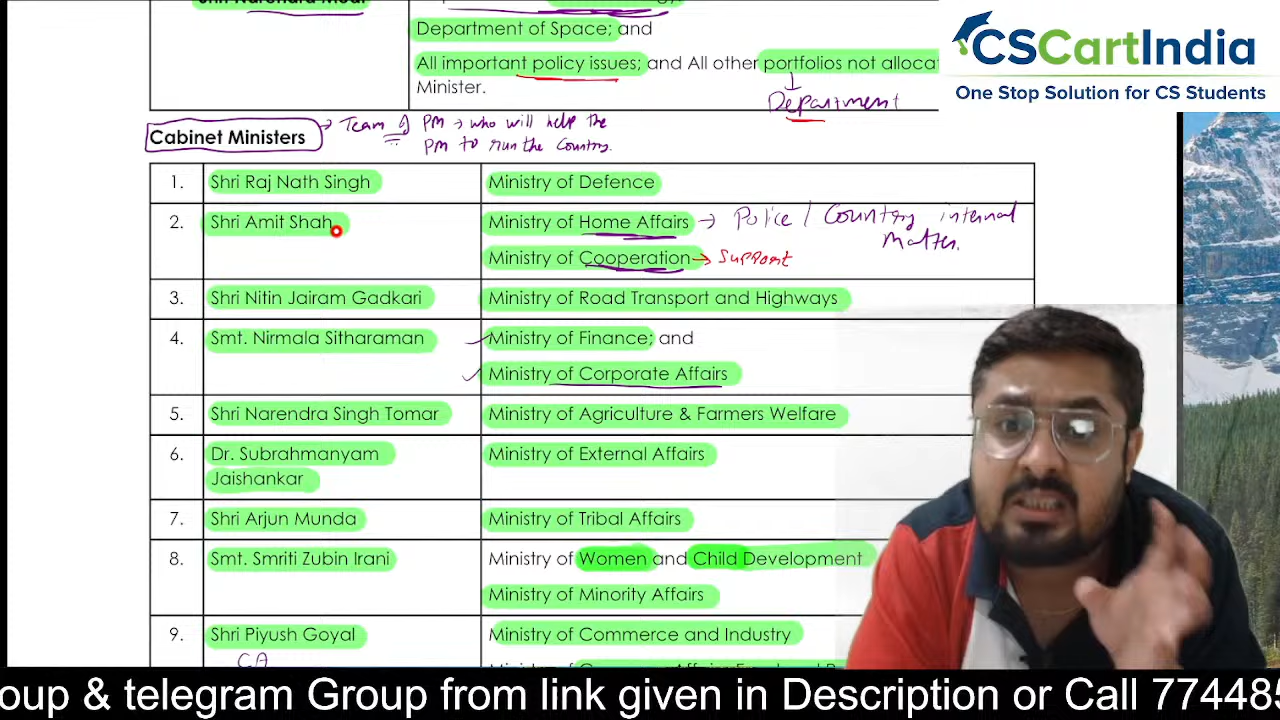 Shri Narendra Modi
Department of Space; and
All important policy issues; and All other portfolios not alloca
Minister.
Department
CSCartIndia
One Stop Solution for CS Students
Cabinet Ministers
Team of PM → who will help the
PM to run the Country.
1. Shri Raj Nath Singh Ministry of Defence
2. Shri Amit Shah Ministry of Home Affairs → Police / Country internal
Matter.
Ministry of Cooperation → Support
3. Shri Nitin Jairam Gadkari Ministry of Road Transport and Highways
4. Smt. Nirmala Sitharaman Ministry of Finance; and
Ministry of Corporate Affairs
5. Shri Narendra Singh Tomar Ministry of Agriculture & Farmers Welfare
6. Dr. Subrahmanyam Ministry of External Affairs
Jaishankar
7. Shri Arjun Munda Ministry of Tribal Affairs
8. Smt. Smriti Zubin Irani Ministry of Women and Child Development
Ministry of Minority Affairs
9. Shri Piyush Goyal Ministry of Commerce and Industry
CA
oup & telegram Group from link given in Description or Call 77448